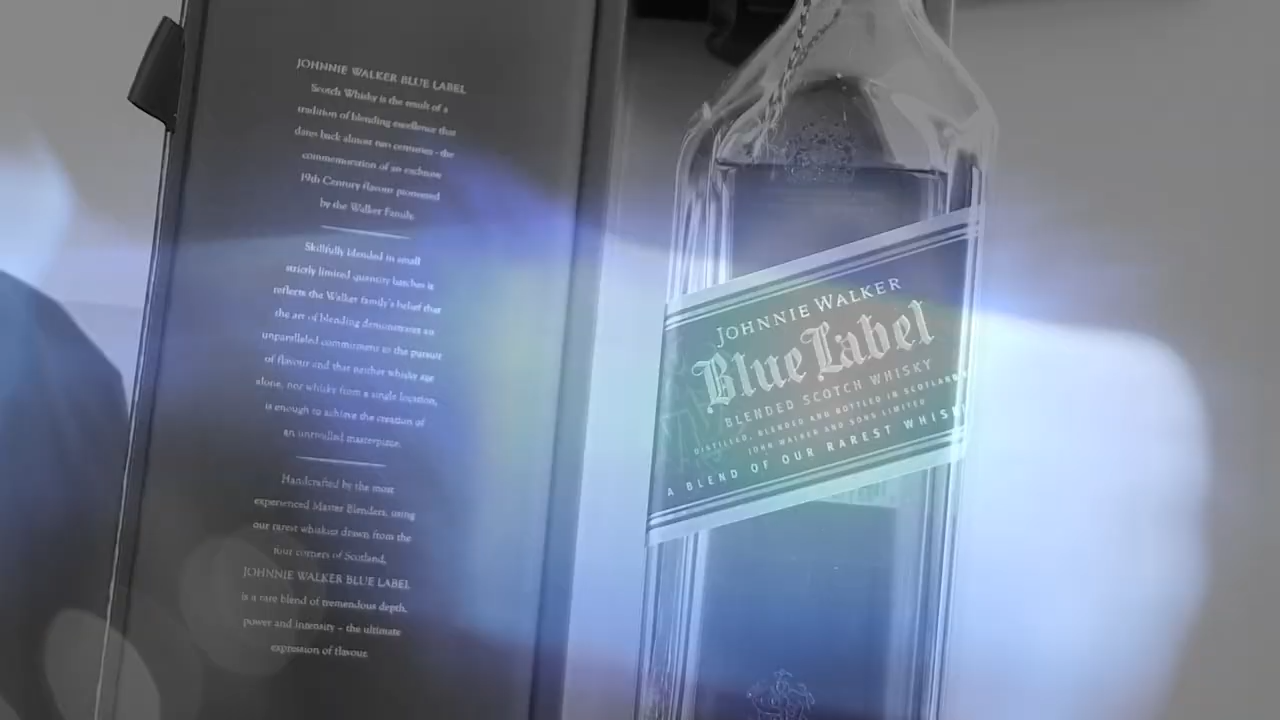 JOHNNIE WALKER BLUE LABEL
Scotch Whisky is the result of a
tradition of blending excellence that
dates back almost two centuries - the
commemoration of an exclusive
19th Century flavour pioneered
by the Walker Family.
Skillfully blended in small
strictly limited quantity batches it
reflects the Walker family's belief that
the art of blending demonstrates an
unparalleled commitment to the pursuit
of flavour and that neither whisky age
alone, nor whisky from a single location,
is enough to achieve the creation of
an unrivalled masterpiece.
Handcrafted by the most
experienced Master Blenders, using
our rarest whiskies drawn from the
four corners of Scotland,
JOHNNIE WALKER BLUE LABEL
is a rare blend of tremendous depth,
power and intensity – the ultimate
expression of flavour.
JOHNNIE WALKER
Blue Label
BLENDED SCOTCH WHISKY
DISTILLED, BLENDED AND BOTTLED IN SCOTLAND
JOHN WALKER AND SONS LIMITED
A BLEND OF OUR RAREST WHIS